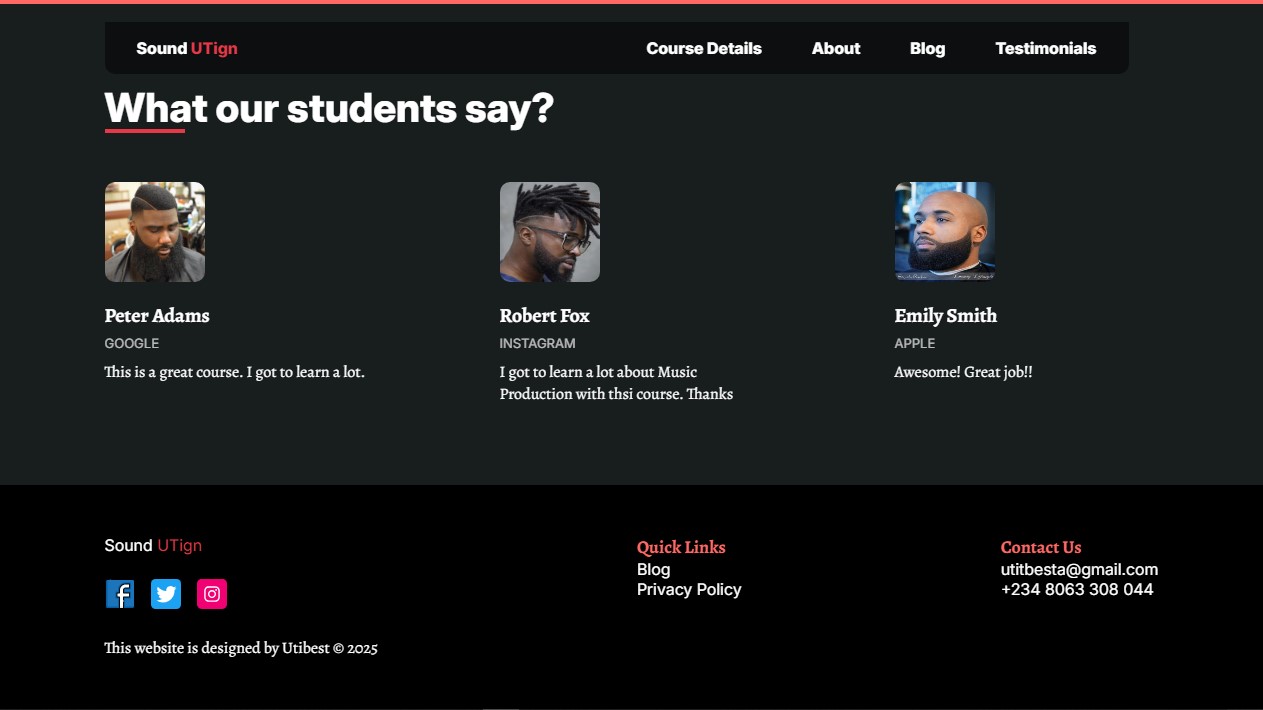 Sound UTign
Course Details
About
Blog
Testimonials
What our students say?
Peter Adams
GOOGLE
This is a great course. I got to learn a lot.
Robert Fox
INSTAGRAM
I got to learn a lot about Music
Production with thsi course. Thanks
Emily Smith
APPLE
Awesome! Great job!!
Sound UTign
This website is designed by Utibest © 2025
Quick Links
Blog
Privacy Policy
Contact Us
utitbesta@gmail.com
+234 8063 308 044